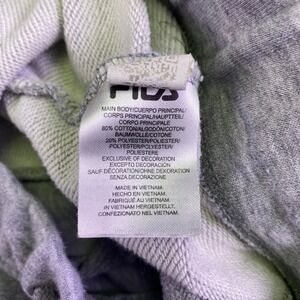 FILA
MAIN BODY/CUERPO PRINCIPAL/
CORPS PRINCIPAL/HAUPTTEIL/
CORPO PRINCIPALE
80% COTTON/ALGODÓN/COTON/
BAUMWOLLE/COTONE
20% POLYESTER/POLIÉSTER/
POLYESTER/POLYESTER/
POLIESTERE
EXCLUSIVE OF DECORATION
EXCEPTO DECORACIÓN
SAUF DÉCORATION/OHNE DEKORATION
SENZA DECORAZIONE
MADE IN VIETNAM.
HECHO EN VIETNAM.
FABRIQUÉ AU VIETNAM.
IN VIETNAM HERGESTELLT.
CONFEZIONATO NEL VIETNAM.